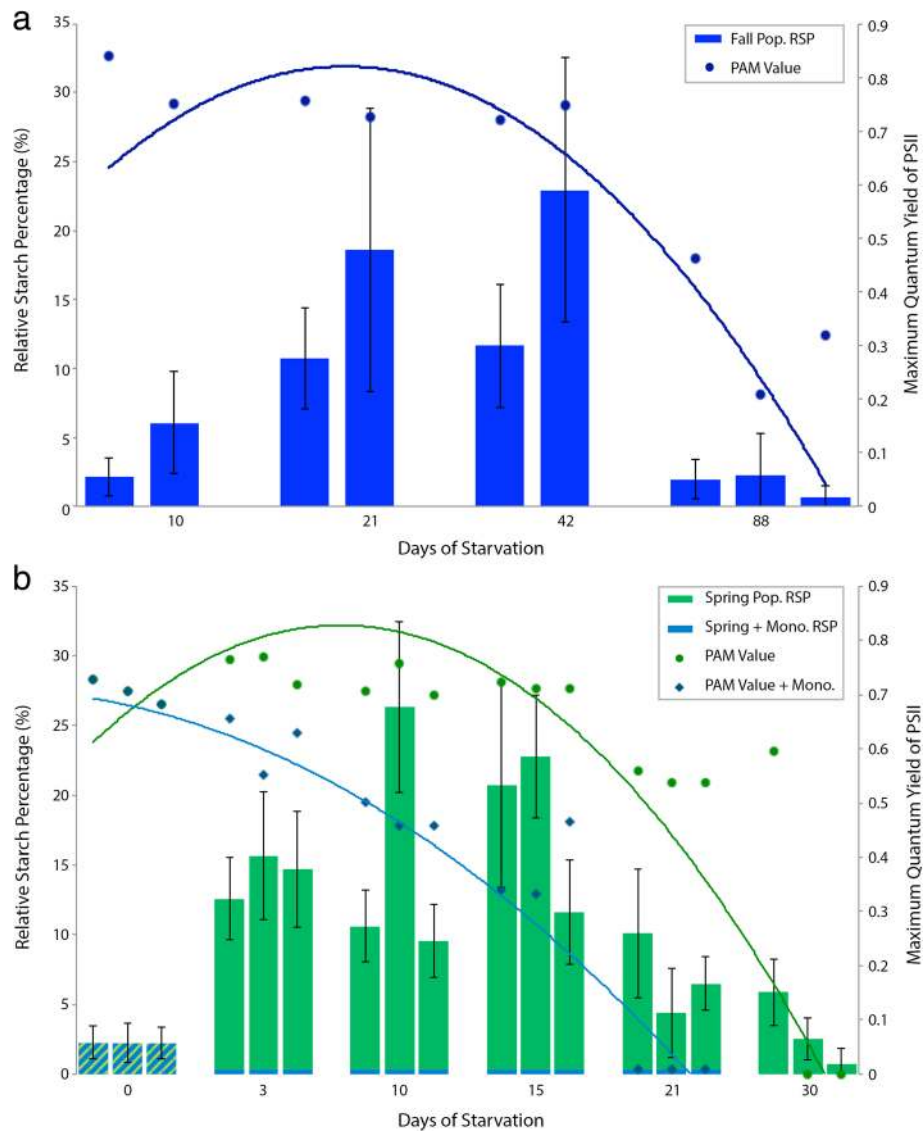 a
35
30
25
20
15
10
5
0
Relative Starch Percentage (%)
Fall Pop. RSP
PAM Value
0.9
0.8
0.7
0.6
0.5
0.4
0.3
0.2
0.1
0
Maximum Quantum Yield of PSII
10 21 42 88
Days of Starvation
b
35
30
25
20
15
10
5
0
Relative Starch Percentage (%)
Spring Pop. RSP
Spring + Mono. RSP
PAM Value
PAM Value + Mono.
0.9
0.8
0.7
0.6
0.5
0.4
0.3
0.2
0.1
0
Maximum Quantum Yield of PSII
0 3 10 15 21 30
Days of Starvation